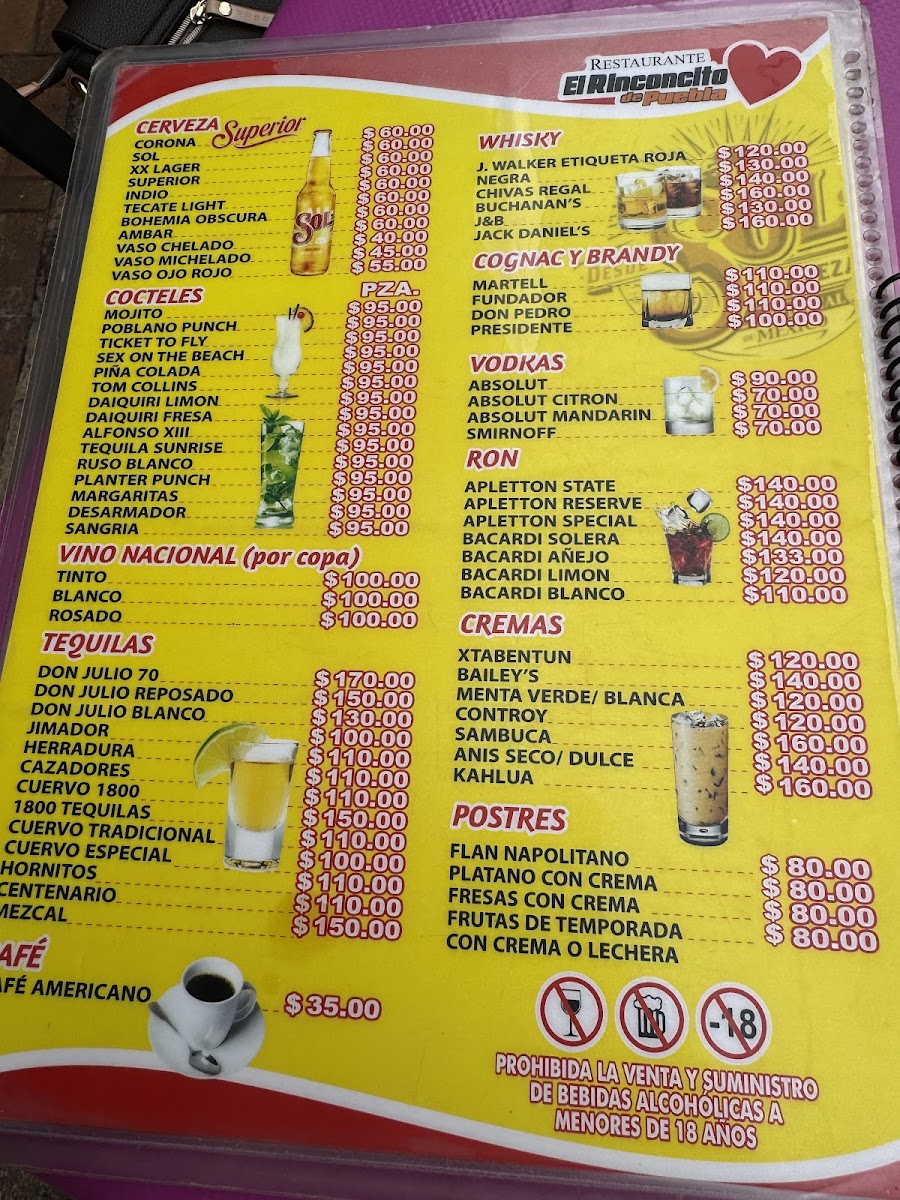 RESTAURANTE
El Rinconcito
de Puebla
CERVEZA Superior
CORONA $60.00
SOL $60.00
XX LAGER $60.00
SUPERIOR $60.00
INDIO $60.00
TECATE LIGHT $60.00
BOHEMIA OBSCURA $60.00
AMBAR $60.00
VASO CHELADO $40.00
VASO MICHELADO $45.00
VASO OJO ROJO $55.00
SOL
COCTELES PZA.
MOJITO $95.00
POBLANO PUNCH $95.00
TICKET TO FLY $95.00
SEX ON THE BEACH $95.00
PIÑA COLADA $95.00
TOM COLLINS $95.00
DAIQUIRI LIMON $95.00
DAIQUIRI FRESA $95.00
ALFONSO XIII $95.00
TEQUILA SUNRISE $95.00
RUSO BLANCO $95.00
PLANTER PUNCH $95.00
MARGARITAS $95.00
DESARMADOR $95.00
SANGRIA $95.00
VINO NACIONAL (por copa)
TINTO $100.00
BLANCO $100.00
ROSADO $100.00
TEQUILAS
DON JULIO 70 $170.00
DON JULIO REPOSADO $150.00
DON JULIO BLANCO $130.00
JIMADOR $100.00
HERRADURA $110.00
CAZADORES $110.00
CUERVO 1800 $110.00
1800 TEQUILAS $150.00
CUERVO TRADICIONAL $110.00
CUERVO ESPECIAL $100.00
HORNITOS $110.00
CENTENARIO $110.00
MEZCAL $150.00
AFÉ
AFÉ AMERICANO $35.00
WHISKY
J. WALKER ETIQUETA ROJA $120.00
NEGRA $130.00
CHIVAS REGAL $140.00
BUCHANAN'S $160.00
J&B $130.00
JACK DANIEL'S $160.00
DESDE
COGNAC Y BRANDY
MARTELL $110.00
FUNDADOR $110.00
DON PEDRO $110.00
PRESIDENTE $100.00
VODKAS
ABSOLUT $90.00
ABSOLUT CITRON $70.00
ABSOLUT MANDARIN $70.00
SMIRNOFF $70.00
RON
APLETTON STATE $140.00
APLETTON RESERVE $140.00
APLETTON SPECIAL $140.00
BACARDI SOLERA $140.00
BACARDI AÑEJO $133.00
BACARDI LIMON $120.00
BACARDI BLANCO $110.00
CREMAS
XTABENTUN $120.00
BAILEY'S $140.00
MENTA VERDE/ BLANCA $120.00
CONTROY $120.00
SAMBUCA $160.00
ANIS SECO/ DULCE $140.00
KAHLUA $160.00
POSTRES
FLAN NAPOLITANO $80.00
PLATANO CON CREMA $80.00
FRESAS CON CREMA $80.00
FRUTAS DE TEMPORADA $80.00
CON CREMA O LECHERA
-18
PROHIBIDA LA VENTA Y SUMINISTRO
DE BEBIDAS ALCOHÓLICAS A
MENORES DE 18 AÑOS